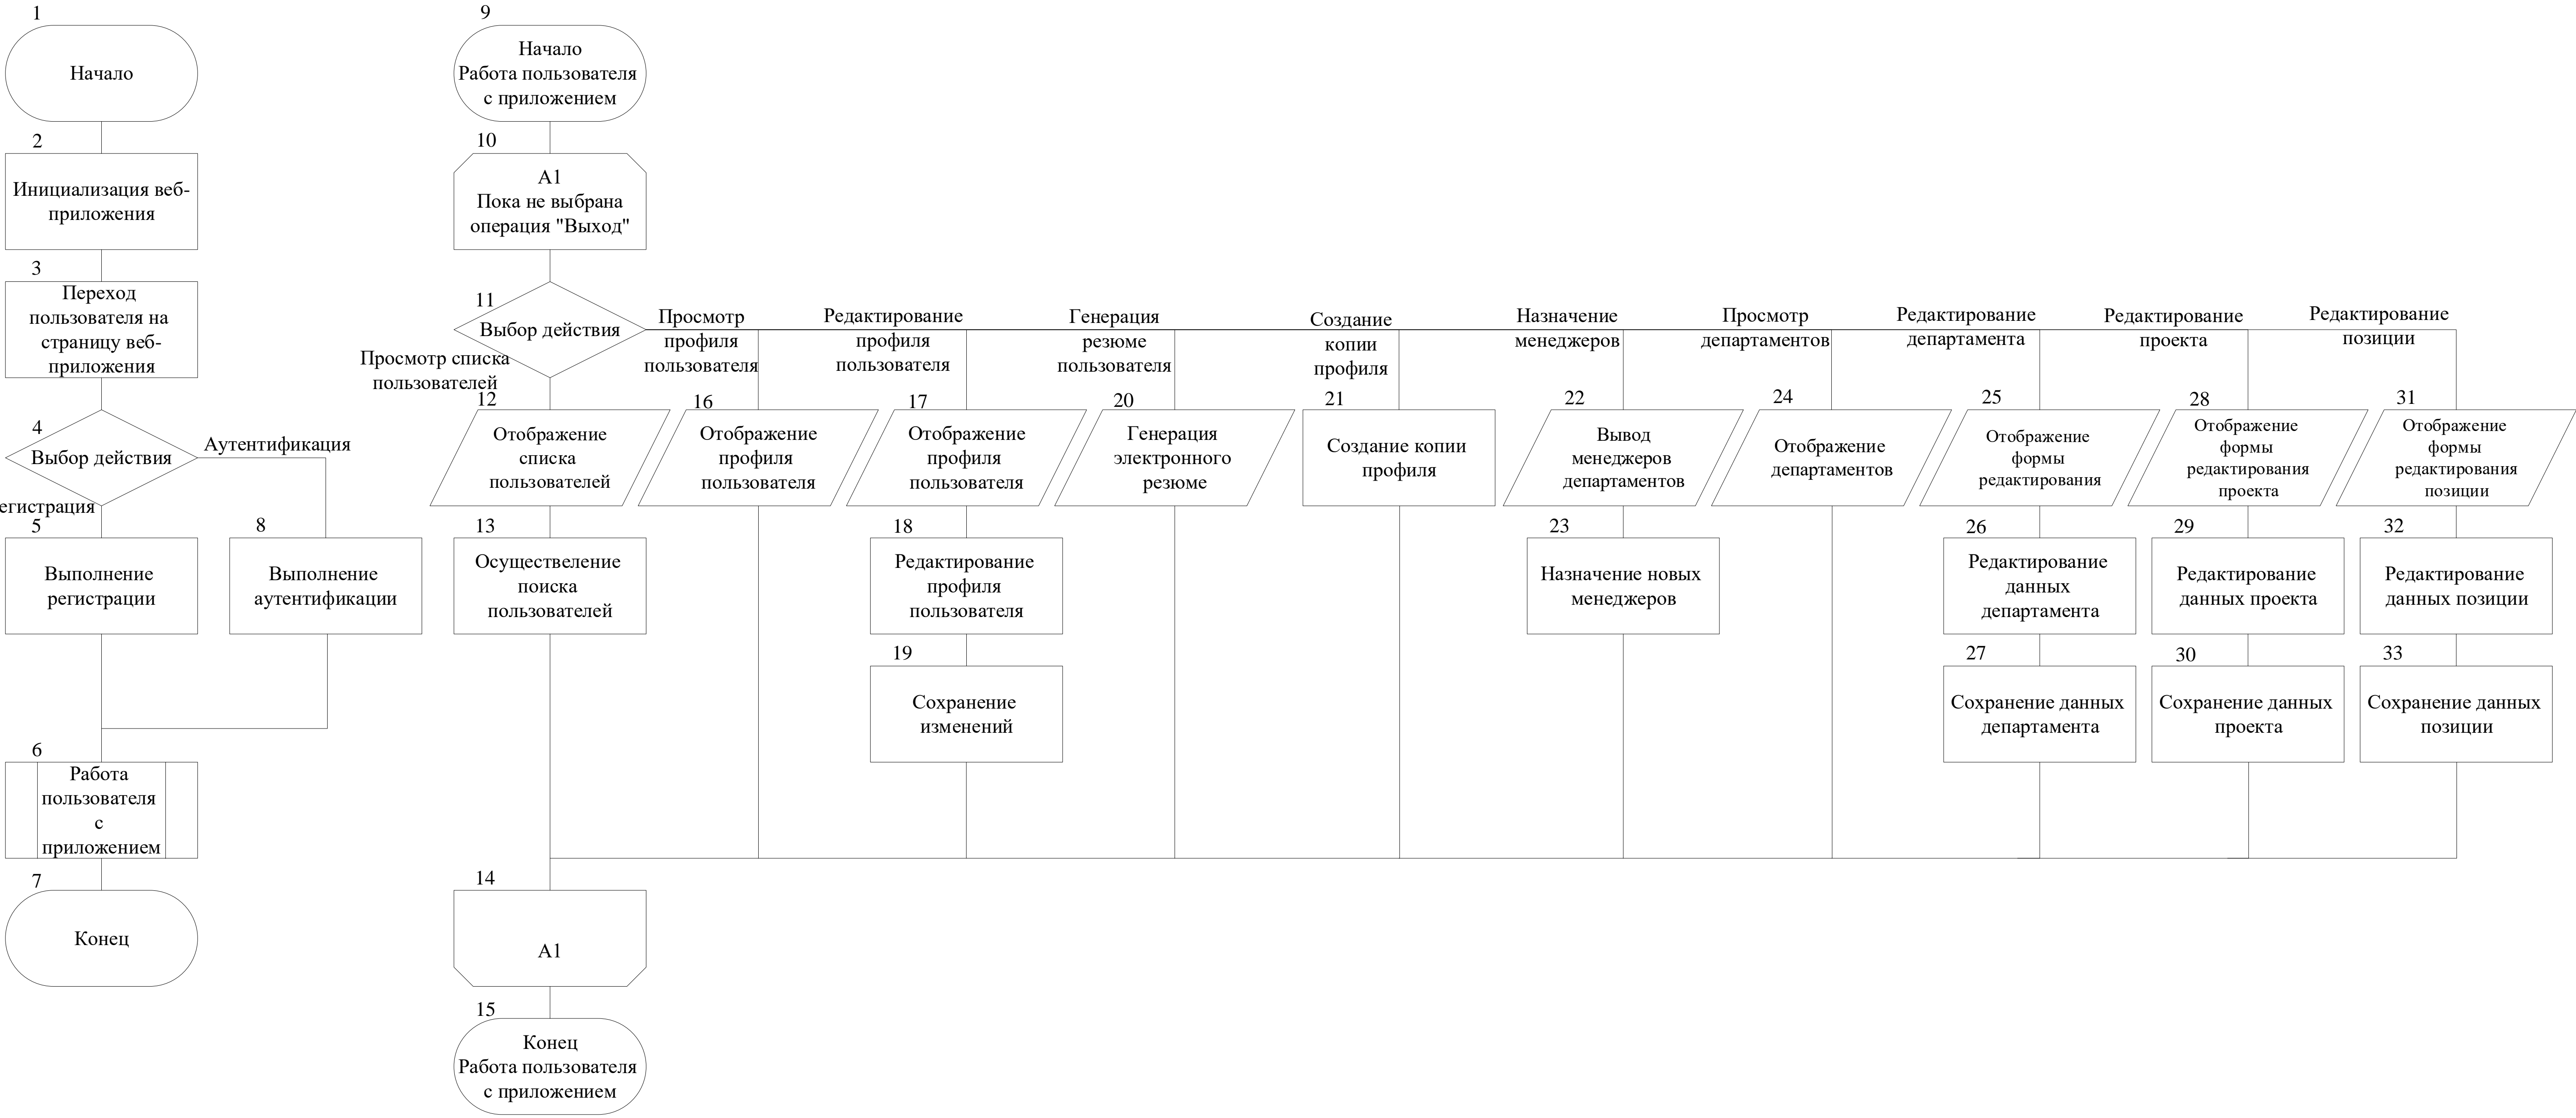 1
Начало
2
Инициализация веб-
приложения
3
Переход
пользователя на
страницу веб-
приложения
4
Выбор действия
Аутентификация
егистрация
5
Выполнение
регистрации
8
Выполнение
аутентификации
6
Работа
пользователя
с
приложением
7
Конец
9
Начало
Работа пользователя
с приложением
10
А1
Пока не выбрана
операция "Выход"
11
Выбор действия
Просмотр списка
пользователей
12
Отображение
списка
пользователей
13
Осуществеление
поиска
пользователей
14
А1
15
Конец
Работа пользователя
с приложением
Просмотр
профиля
пользователя
16
Отображение
профиля
пользователя
Редактирование
профиля
пользователя
17
Отображение
профиля
пользователя
18
Редактирование
профиля
пользователя
19
Сохранение
изменений
Генерация
резюме
пользователя
20
Генерация
электронного
резюме
Создание
копии
профиля
21
Создание копии
профиля
Назначение
менеджеров
22
Вывод
менеджеров
департаментов
23
Назначение новых
менеджеров
Просмотр
департаментов
24
Отображение
департаментов
Редактирование
департамента
25
Отображение
формы
редактирования
26
Редактирование
данных
департамента
27
Сохранение данных
департамента
Редактирование
проекта
28
Отображение
формы
редактирования
проекта
29
Редактирование
данных проекта
30
Сохранение данных
проекта
Редактирование
позиции
31
Отображение
формы
редактирования
позиции
32
Редактирование
данных позиции
33
Сохранение данных
позиции